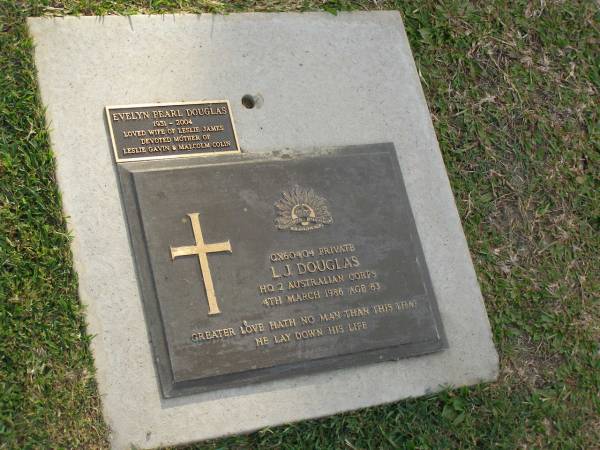 EVELYN PEARL DOUGLAS
1931 - 2004
LOVED WIFE OF LESLIE JAMES
DEVOTED MOTHER OF
LESLIE GAVIN & MALCOLM COLIN
QX60404 PRIVATE
L.J. DOUGLAS
HQ 2 AUSTRALIAN CORPS
4TH MARCH 1986 AGE 63
GREATER LOVE HATH NO MAN THAN THIS THAT
HE LAY DOWN HIS LIFE